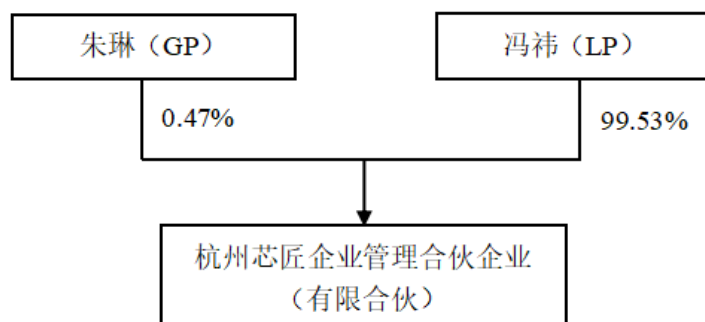 朱琳（GP）
冯祎（LP）
0.47%
99.53%
杭州芯匠企业管理合伙企业
（有限合伙）